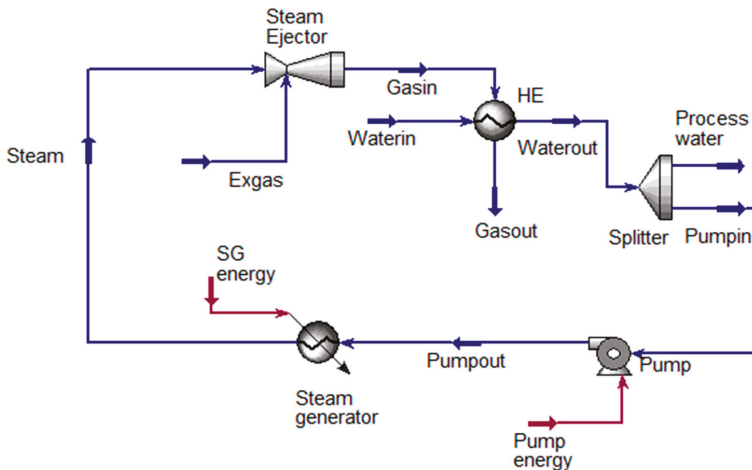 Steam
Ejector
Gasin
HE
Waterin
Waterout
Process
water
Steam
Exgas
Gasout
Splitter
Pumpin
SG
energy
Pumpout
Pump
Steam
generator
Pump
energy